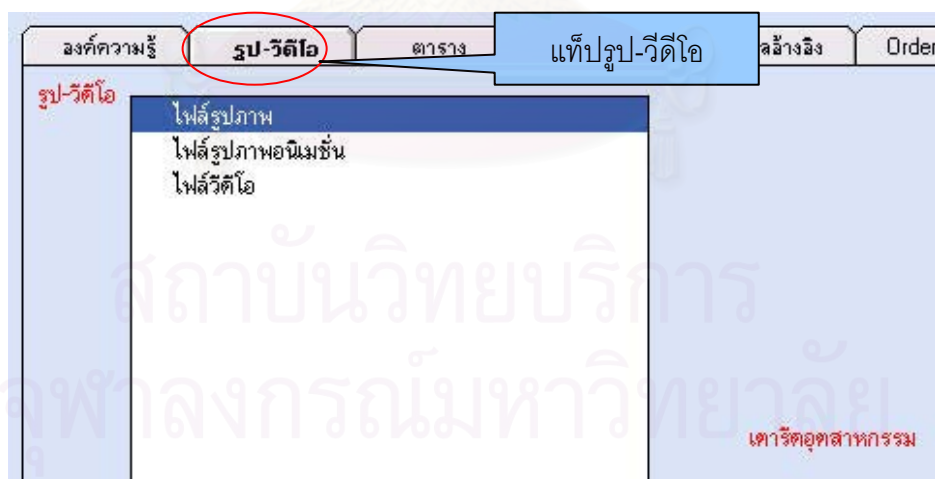 องค์ความรู้
รูป-วีดีโอ
ตาราง
แท็ปรูป-วีดีโอ
ลอ้างอิง
Order
รูป-วีดีโอ
ไฟล์รูปภาพ
ไฟล์รูปภาพอนิเมชั่น
ไฟล์วีดีโอ
สถาบันวิทยบริการ
จุฬาลงกรณ์มหาวิทยาลัย
เตารีดอุตสาหกรรม